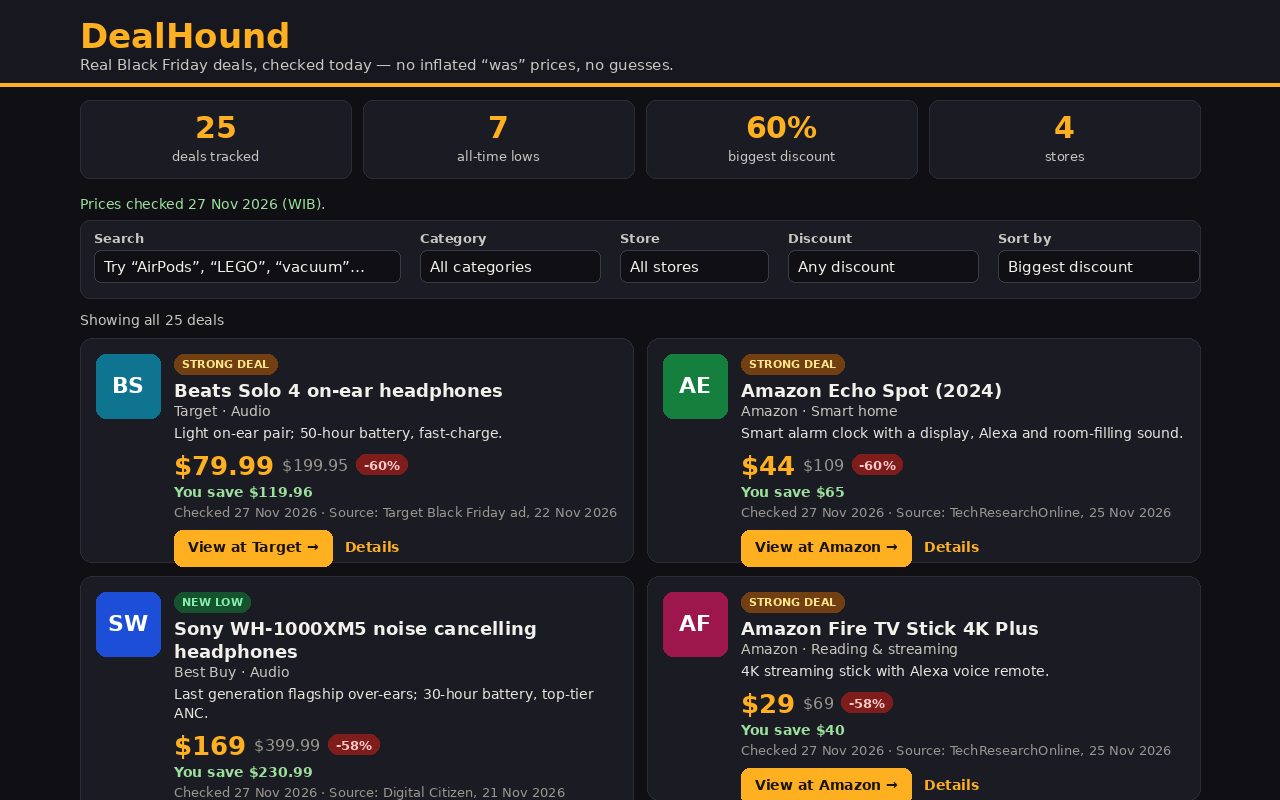 DealHound
Real Black Friday deals, checked today — no inflated “was” prices, no guesses.
25
deals tracked
7
all-time lows
60%
biggest discount
4
stores
Prices checked 27 Nov 2026 (WIB).
Search
Category
Store
Discount
Sort by
Try “AirPods”, “LEGO”, “vacuum”…
All categories
All stores
Any discount
Biggest discount
Showing all 25 deals
BS
STRONG DEAL
Beats Solo 4 on-ear headphones
Target · Audio
Light on-ear pair; 50-hour battery, fast-charge.
$79.99 $199.95 -60%
You save $119.96
Checked 27 Nov 2026 · Source: Target Black Friday ad, 22 Nov 2026
View at Target → Details
AE
STRONG DEAL
Amazon Echo Spot (2024)
Amazon · Smart home
Smart alarm clock with a display, Alexa and room-filling sound.
$44 $109 -60%
You save $65
Checked 27 Nov 2026 · Source: TechResearchOnline, 25 Nov 2026
View at Amazon → Details
SW
NEW LOW
Sony WH-1000XM5 noise cancelling
headphones
Best Buy · Audio
Last generation flagship over-ears; 30-hour battery, top-tier
ANC.
$169 $399.99 -58%
You save $230.99
Checked 27 Nov 2026 · Source: Digital Citizen, 21 Nov 2026
AF
STRONG DEAL
Amazon Fire TV Stick 4K Plus
Amazon · Reading & streaming
4K streaming stick with Alexa voice remote.
$29 $69 -58%
You save $40
Checked 27 Nov 2026 · Source: TechResearchOnline, 25 Nov 2026
View at Amazon → Details